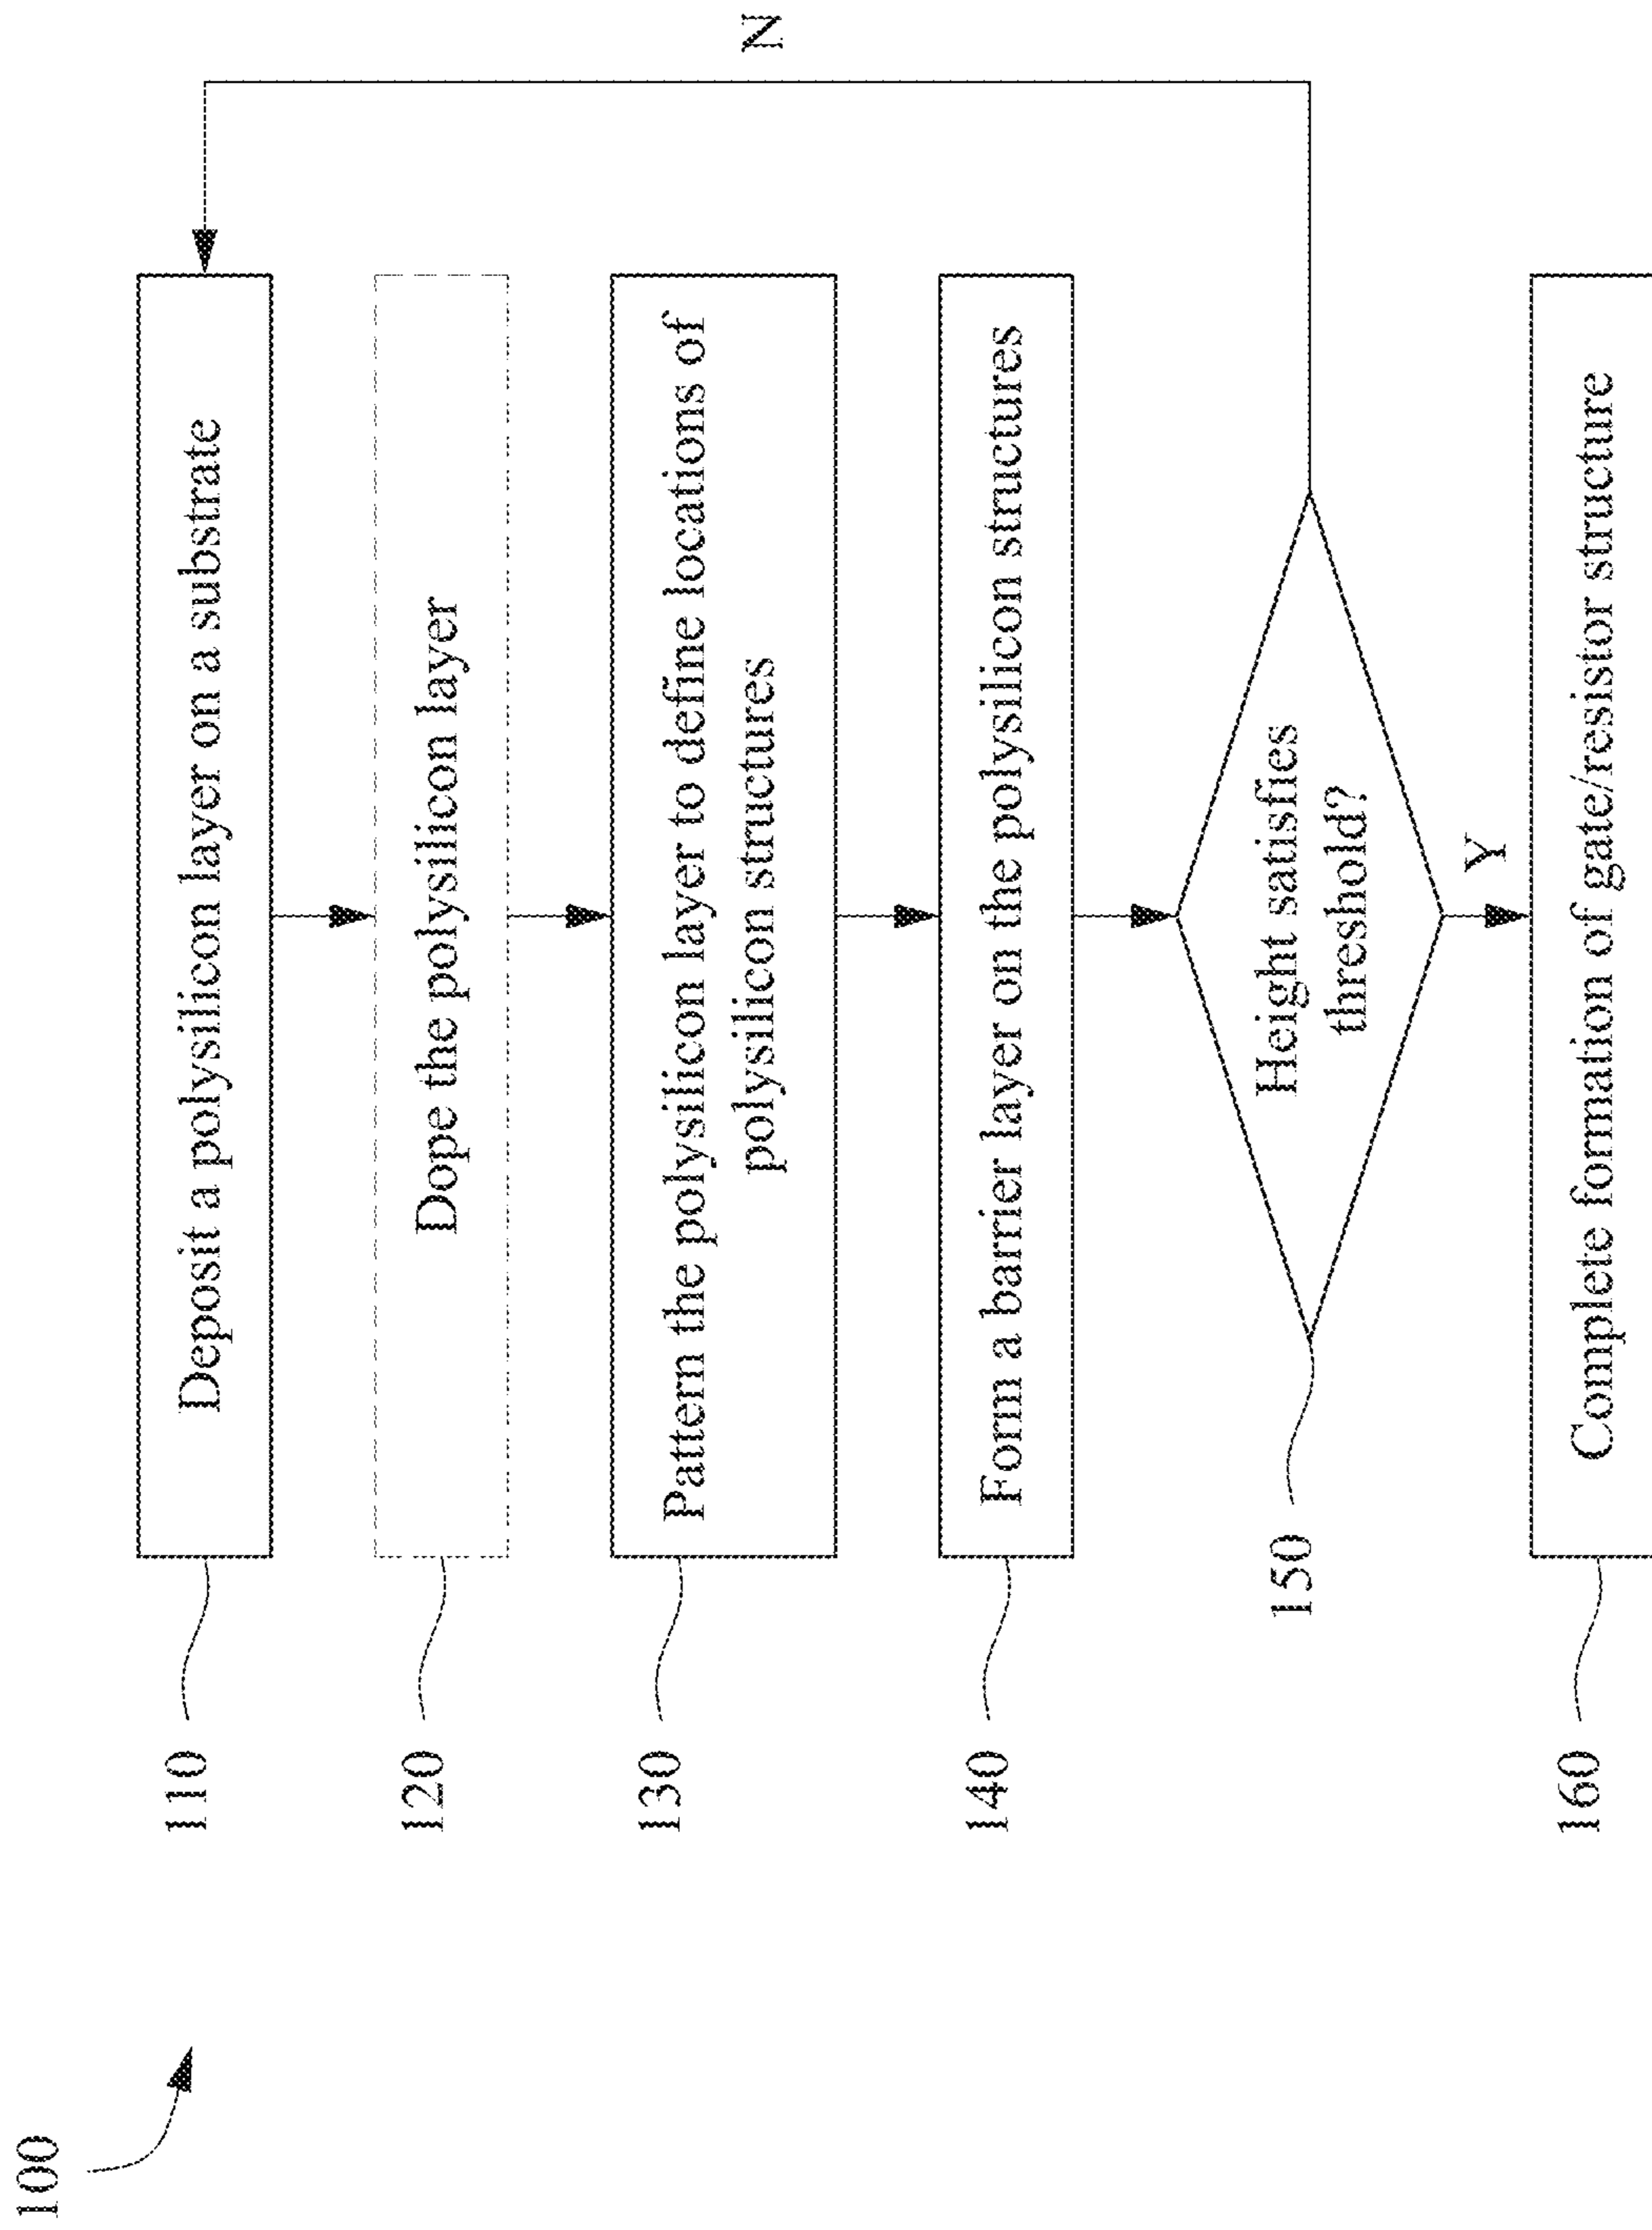 100
110
Deposit a polysilicon layer on a substrate
120
Dope the polysilicon layer
130
Pattern the polysilicon layer to define locations of
polysilicon structures
140
Form a barrier layer on the polysilicon structures
150
Height satisfies
threshold?
N
Y
160
Complete formation of gate/resistor structure